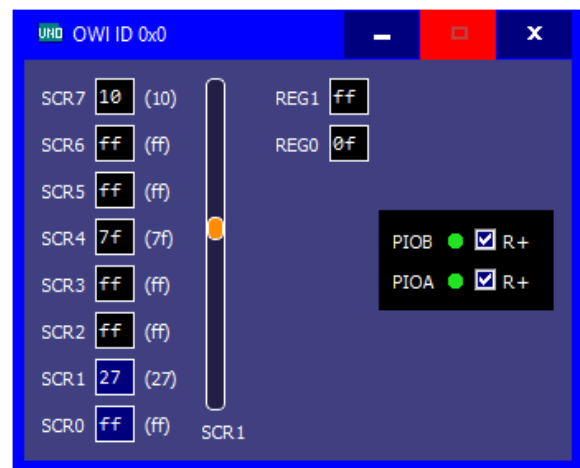 UNO OWI ID 0x0
SCR7 10 (10) REG1 ff
SCR6 ff (ff) REG0 0f
SCR5 ff (ff)
SCR4 7f (7f) PIOB R+
SCR3 ff (ff) PIOA R+
SCR2 ff (ff)
SCR1 27 (27)
SCR0 ff (ff) SCR1